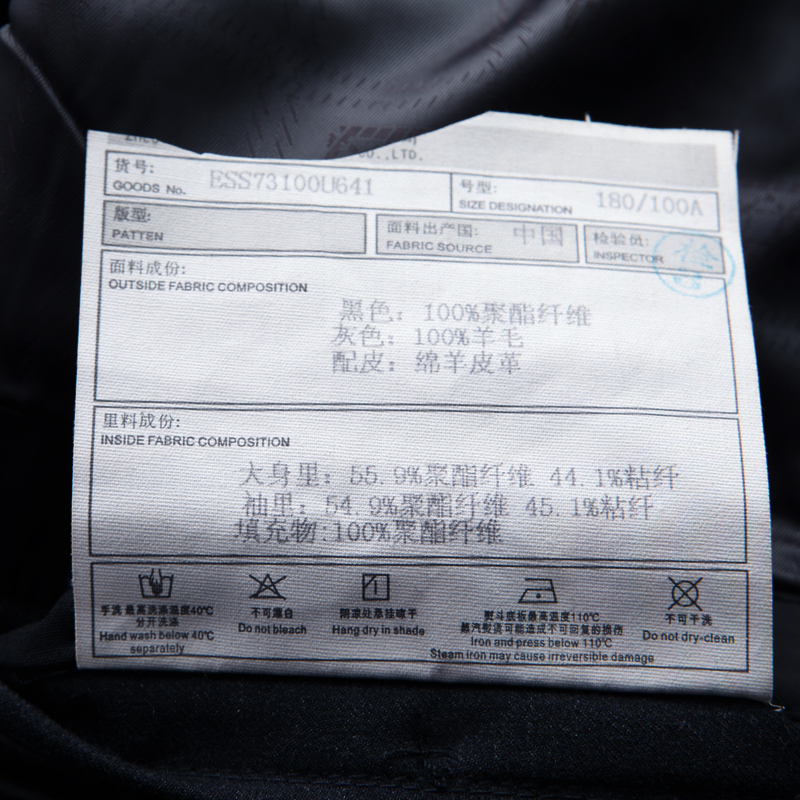 CO.,LTD.
货号: ESS73100U641
GOODS No.
号型: 180/100A
SIZE DESIGNATION
版型:
PATTEN
面料出产国: 中国
FABRIC SOURCE
检验员:
INSPECTOR
面料成份:
OUTSIDE FABRIC COMPOSITION
黑色: 100%聚酯纤维
灰色: 100%羊毛
配皮: 绵羊皮革
里料成份:
INSIDE FABRIC COMPOSITION
大身里: 55.9%聚酯纤维 44.1%粘纤
袖里: 54.9%聚酯纤维 45.1%粘纤
填充物:100%聚酯纤维
手洗 最高洗涤温度40℃
分开洗涤
Hand wash below 40℃
separately
不可漂白
Do not bleach
阴凉处悬挂晾干
Hang dry in shade
熨斗底板最高温度110℃
蒸汽熨烫可能造成不可回复的损伤
Iron and press below 110℃
Steam iron may cause irreversible damage
不可干洗
Do not dry-clean